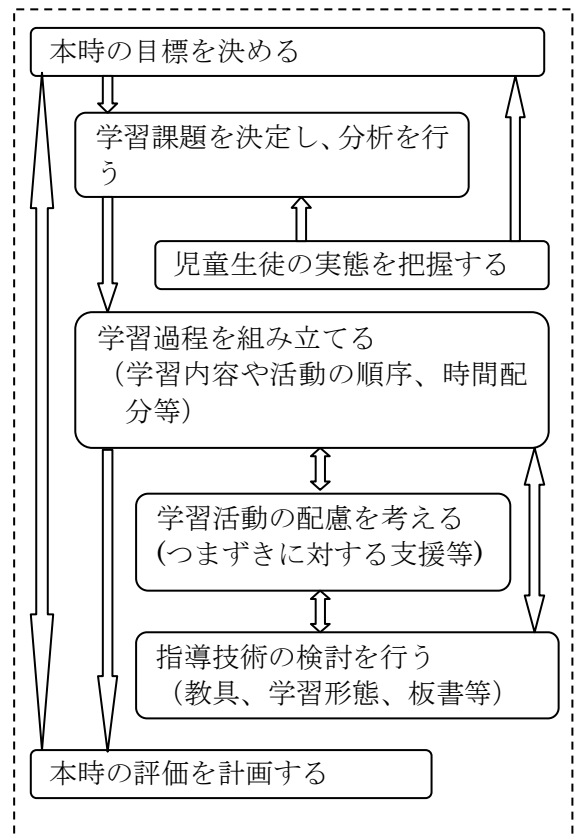 本時の目標を決める
学習課題を決定し、分析を行
う
児童生徒の実態を把握する
学習過程を組み立てる
（学習内容や活動の順序、時間配
分等）
学習活動の配慮を考える
(つまずきに対する支援等)
指導技術の検討を行う
（教具、学習形態、板書等）
本時の評価を計画する